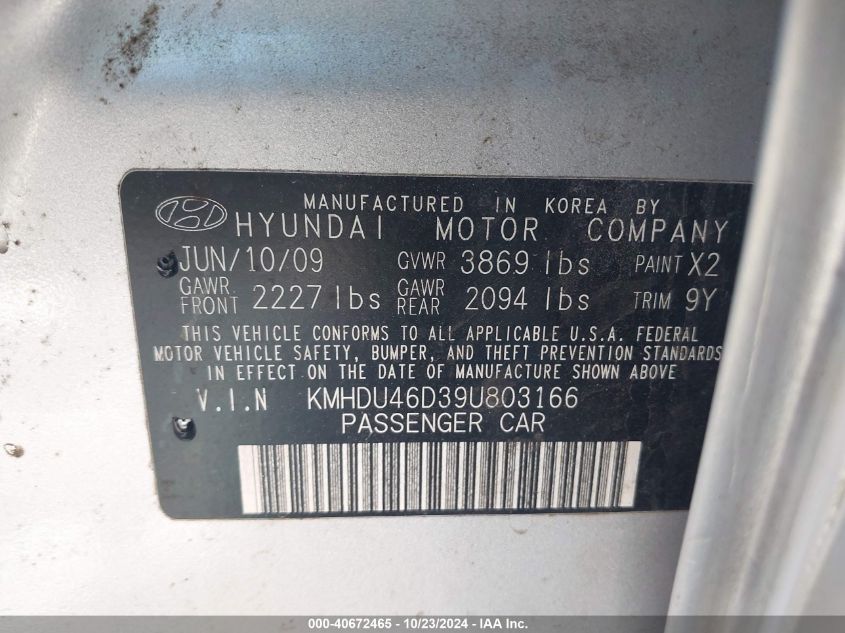 MANUFACTURED IN KOREA BY
HYUNDAI MOTOR COMPANY
JUN/10/09 GVWR 3869 lbs PAINT X2
GAWR. FRONT 2227 lbs GAWR REAR 2094 lbs TRIM 9Y
THIS VEHICLE CONFORMS TO ALL APPLICABLE U.S.A. FEDERAL
MOTOR VEHICLE SAFETY, BUMPER, AND THEFT PREVENTION STANDARDS
IN EFFECT ON THE DATE OF MANUFACTURE SHOWN ABOVE
V.I.N KMHDU46D39U803166
PASSENGER CAR
000-40672465 - 10/23/2024 - IAA Inc.